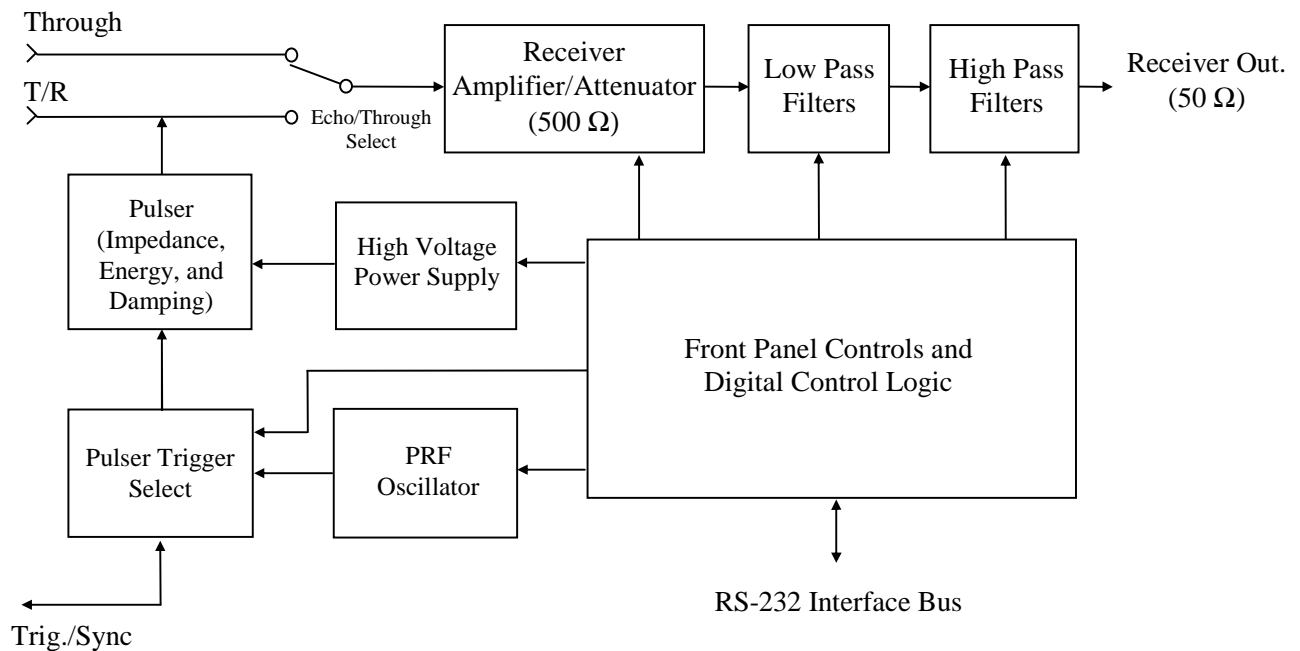 Through
T/R
Echo/Through
Select
Receiver
Amplifier/Attenuator
(500 Ω)
Low Pass
Filters
High Pass
Filters
Receiver Out.
(50 Ω)
Pulser
(Impedance,
Energy, and
Damping)
High Voltage
Power Supply
Front Panel Controls and
Digital Control Logic
Pulser Trigger
Select
PRF
Oscillator
RS-232 Interface Bus
Trig./Sync